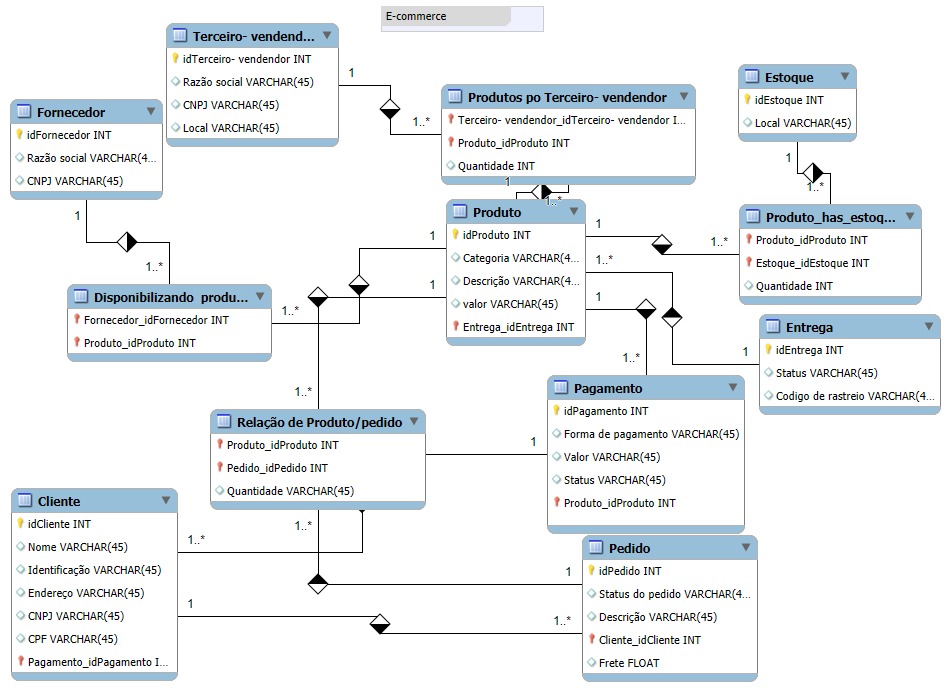 E-commerce
Terceiro- vendend...
idTerceiro- vendendor INT
Razão social VARCHAR(45)
CNPJ VARCHAR(45)
Local VARCHAR(45)
1
1..*
Fornecedor
idFornecedor INT
Razão social VARCHAR(4...
CNPJ VARCHAR(45)
1
1..*
Produtos po Terceiro- vendendor
Terceiro- vendendor_idTerceiro- vendendor I...
Produto_idProduto INT
Quantidade INT
1
1..*
Estoque
idEstoque INT
Local VARCHAR(45)
1
1..*
Produto
idProduto INT
Categoria VARCHAR(4...
Descrição VARCHAR(4...
valor VARCHAR(45)
Entrega_idEntrega INT
1
1..*
1..*
1
1
1
Produto_has_estoq...
Produto_idProduto INT
Estoque_idEstoque INT
Quantidade INT
Disponibilizando produ...
Fornecedor_idFornecedor INT
Produto_idProduto INT
1..*
Entrega
idEntrega INT
Status VARCHAR(45)
Codigo de rastreio VARCHAR(4...
1
1..*
1..*
Pagamento
idPagamento INT
Forma de pagamento VARCHAR(45)
Valor VARCHAR(45)
Status VARCHAR(45)
Produto_idProduto INT
Relação de Produto/pedido
Produto_idProduto INT
Pedido_idPedido INT
Quantidade VARCHAR(45)
1
1..*
Cliente
idCliente INT
Nome VARCHAR(45)
Identificação VARCHAR(45)
Endereço VARCHAR(45)
CNPJ VARCHAR(45)
CPF VARCHAR(45)
Pagamento_idPagamento I...
1..*
1
1
1..*
Pedido
idPedido INT
Status do pedido VARCHAR(4...
Descrição VARCHAR(45)
Cliente_idCliente INT
Frete FLOAT